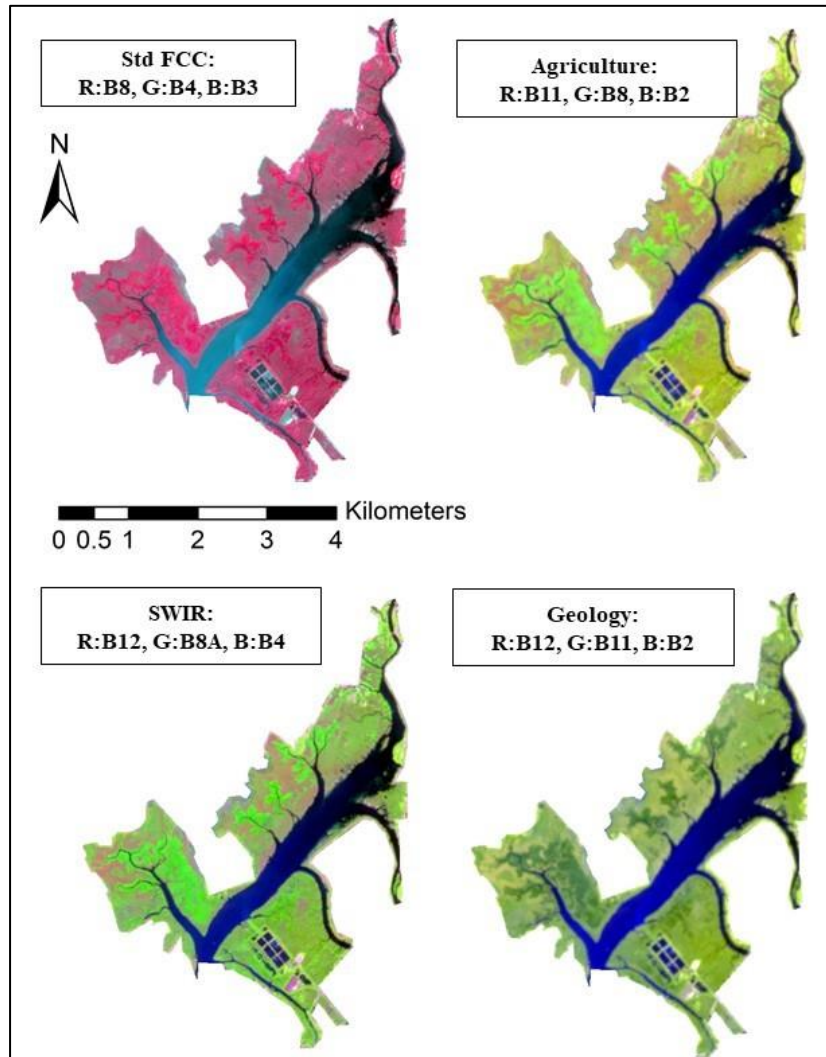 Std FCC:
R:B8, G:B4, B:B3
Agriculture:
R:B11, G:B8, B:B2
N
Kilometers
0 0.5 1 2 3 4
SWIR:
R:B12, G:B8A, B:B4
Geology:
R:B12, G:B11, B:B2